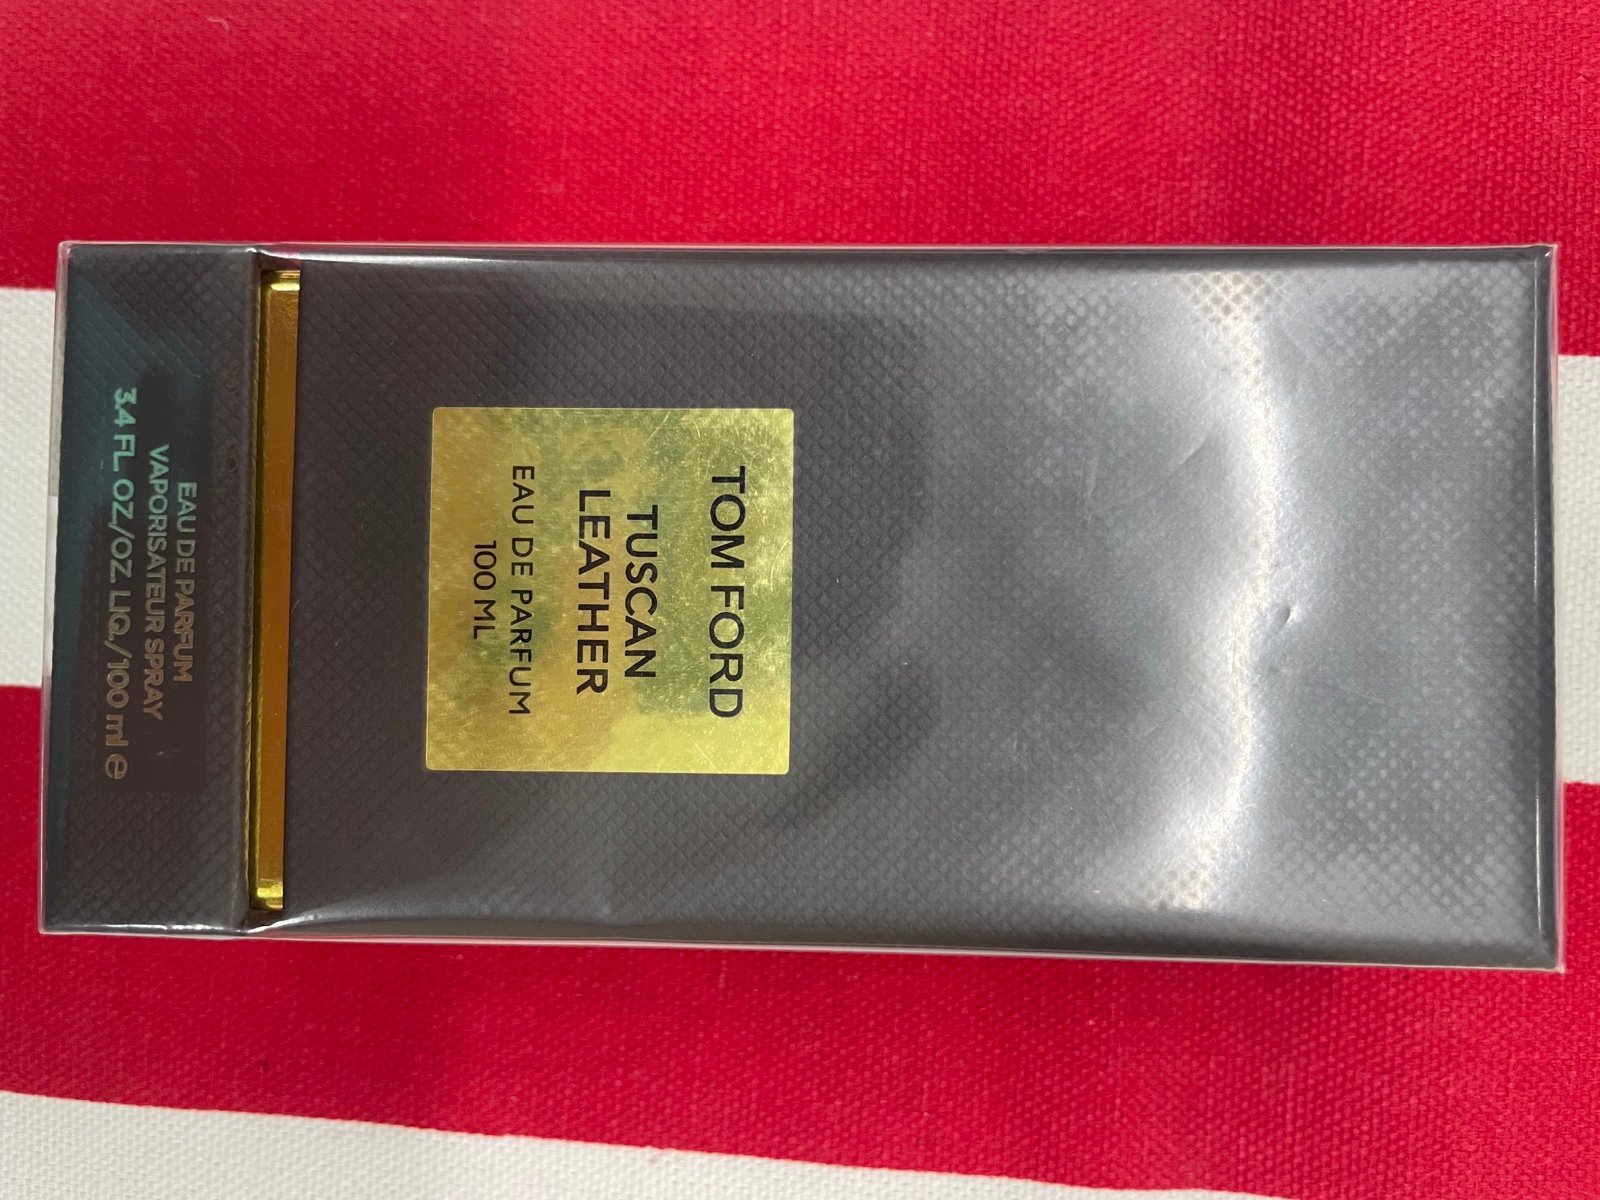 TOM FORD
TUSCAN
LEATHER
EAU DE PARFUM
100 ML
EAU DE PARFUM
VAPORISATEUR SPRAY
3.4 FL. OZ./OZ. LIQ./100 ml ℮